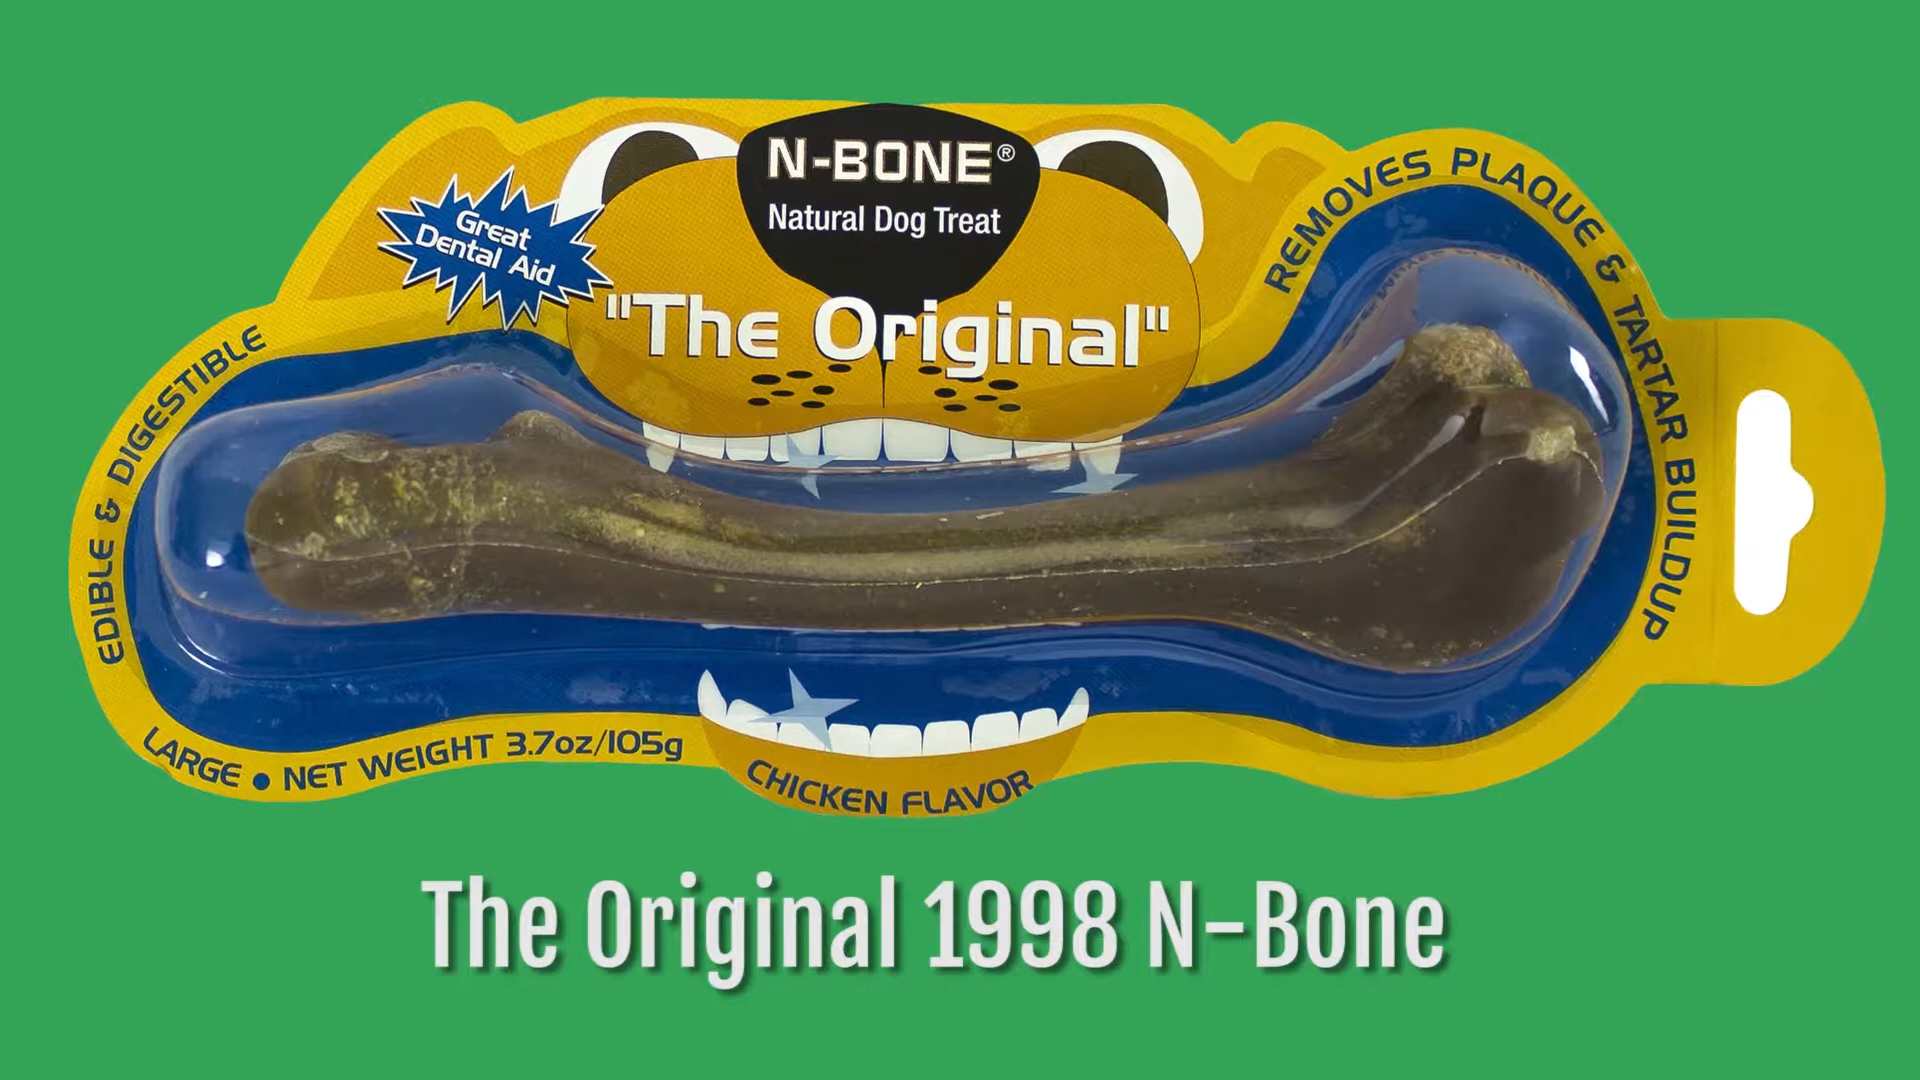 N-BONE®
Natural Dog Treat
Great
Dental Aid
"The Original"
REMOVES PLAQUE & TARTAR BUILDUP
EDIBLE & DIGESTIBLE
LARGE • NET WEIGHT 3.7oz/105g
CHICKEN FLAVOR
The Original 1998 N-Bone